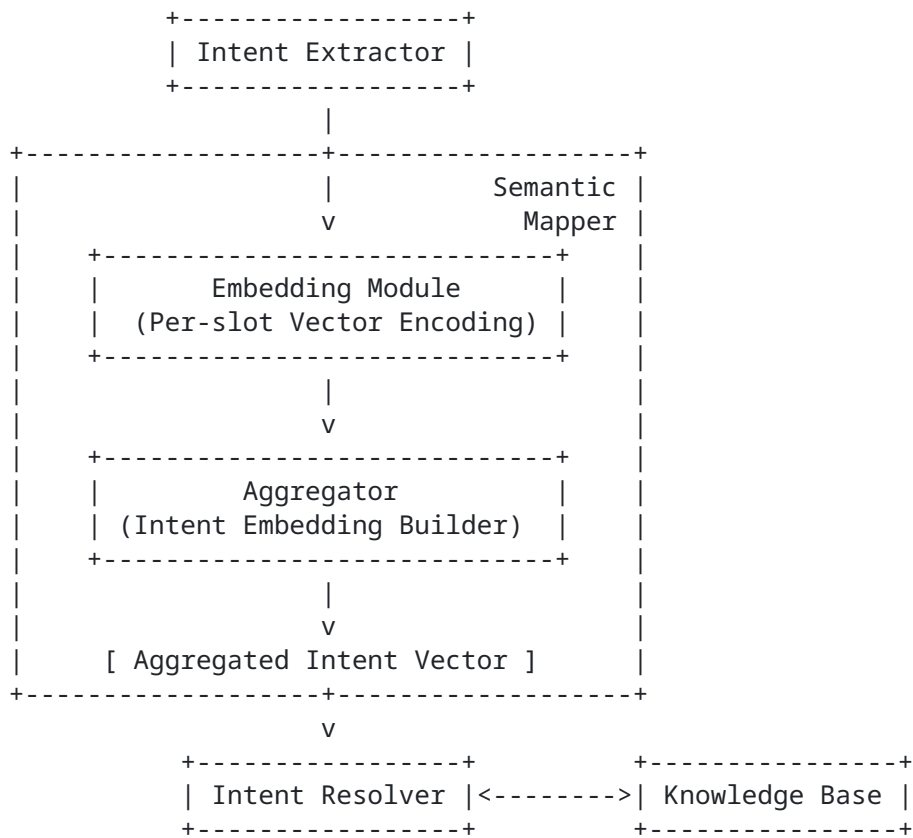 Intent Extractor
Semantic
Mapper
Embedding Module
(Per-slot Vector Encoding)
Aggregator
(Intent Embedding Builder)
[ Aggregated Intent Vector ]
Intent Resolver
Knowledge Base